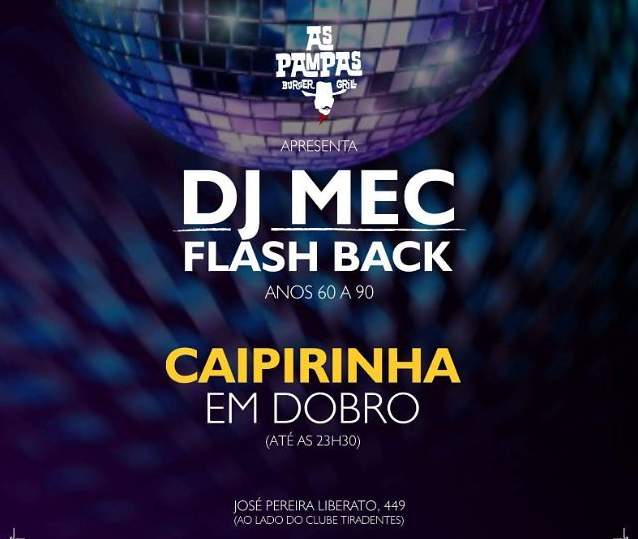 AS
PAMPAS
BURGER GRILL
APRESENTA
DJ MEC
FLASH BACK
ANOS 60 A 90
CAIPIRINHA
EM DOBRO
(ATÉ AS 23H30)
JOSÉ PEREIRA LIBERATO, 449
(AO LADO DO CLUBE TIRADENTES)